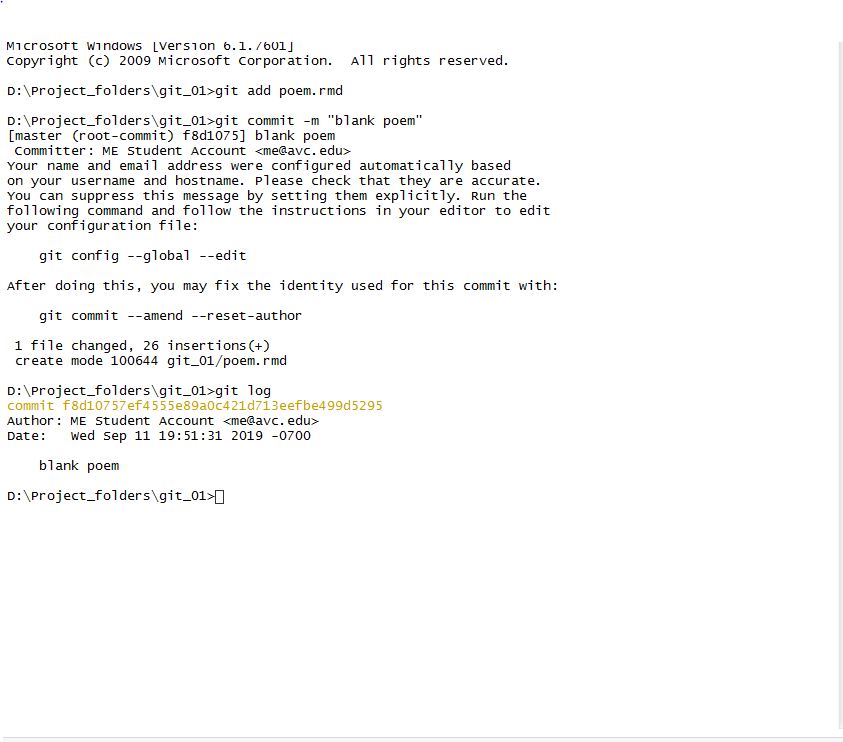 Microsoft Windows [Version 6.1.7601]
Copyright (c) 2009 Microsoft Corporation.  All rights reserved.
D:\Project_folders\git_01>git add poem.rmd
D:\Project_folders\git_01>git commit -m "blank poem"
[master (root-commit) f8d1075] blank poem
 Committer: ME Student Account <me@avc.edu>
Your name and email address were configured automatically based
on your username and hostname. Please check that they are accurate.
You can suppress this message by setting them explicitly. Run the
following command and follow the instructions in your editor to edit
your configuration file:
    git config --global --edit
After doing this, you may fix the identity used for this commit with:
    git commit --amend --reset-author
 1 file changed, 26 insertions(+)
 create mode 100644 git_01/poem.rmd
D:\Project_folders\git_01>git log
commit f8d10757ef4555e89a0c421d713eefbe499d5295
Author: ME Student Account <me@avc.edu>
Date:   Wed Sep 11 19:51:31 2019 -0700
    blank poem
D:\Project_folders\git_01>